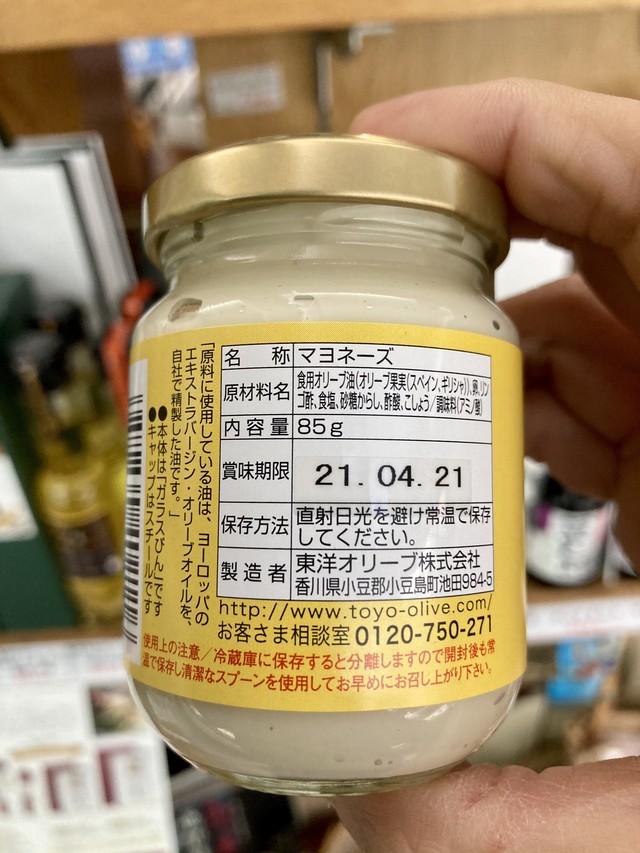 名称 マヨネーズ
原材料名 食用オリーブ油(オリーブ果実(スペイン、ギリシャ))、卵、リン
ゴ酢、食塩、砂糖からし、酢酸、こしょう/調味料(アミノ酸)
内容量 85g
賞味期限 21.04.21
保存方法 直射日光を避け常温で保存
してください。
製造者 東洋オリーブ株式会社
香川県小豆郡小豆島町池田984-5
http://www.toyo-olive.com/
お客さま相談室 0120-750-271
「原料に使用している油は、ヨーロッパの
エキストラバージン・オリーブオイルを、
自社で精製した油です。」
●本体は「ガラスびん」です
●キャップはスチールです
使用上の注意/冷蔵庫に保存すると分離しますので開封後も常
温で保存し清潔なスプーンを使用してお早めにお召し上がり下さい。